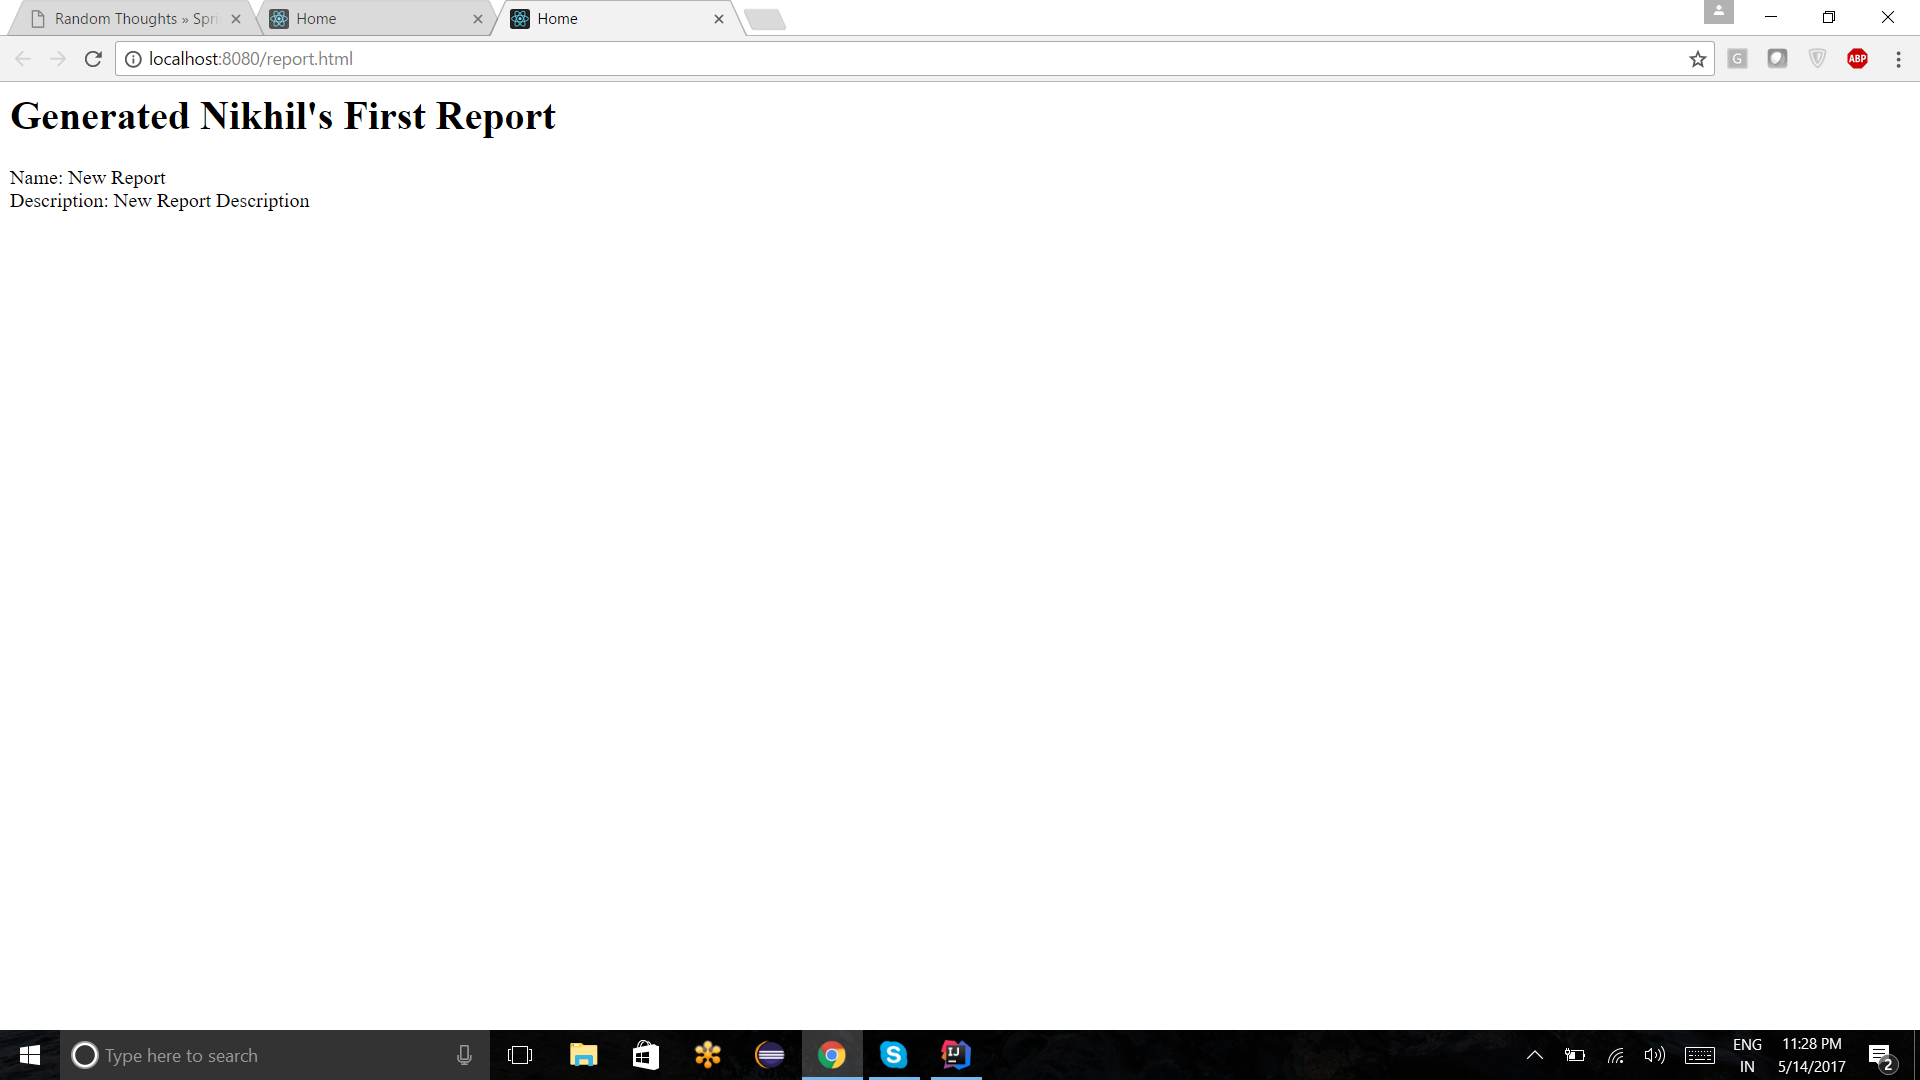 Random Thoughts » Spri
Home
Home
localhost:8080/report.html
G
ABP
Generated Nikhil's First Report
Name: New Report
Description: New Report Description
Type here to search
S
IJ
ENG
IN
11:28 PM
5/14/2017
2